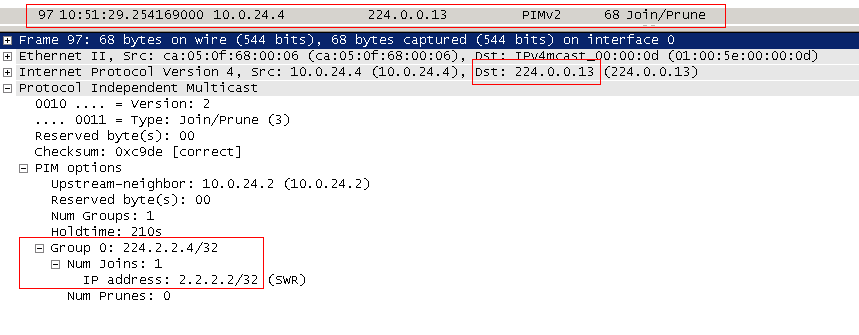 97 10:51:29.254169000 10.0.24.4 224.0.0.13 PIMv2 68 Join/Prune
Frame 97: 68 bytes on wire (544 bits), 68 bytes captured (544 bits) on interface 0
Ethernet II, Src: ca:05:0f:68:00:06 (ca:05:0f:68:00:06), Dst: IPv4mcast_00:00:0d (01:00:5e:00:00:0d)
Internet Protocol Version 4, Src: 10.0.24.4 (10.0.24.4), Dst: 224.0.0.13 (224.0.0.13)
Protocol Independent Multicast
0010 .... = Version: 2
.... 0011 = Type: Join/Prune (3)
Reserved byte(s): 00
Checksum: 0xc9de [correct]
PIM options
Upstream-neighbor: 10.0.24.2 (10.0.24.2)
Reserved byte(s): 00
Num Groups: 1
Holdtime: 210s
Group 0: 224.2.2.4/32
Num Joins: 1
IP address: 2.2.2.2/32 (SWR)
Num Prunes: 0